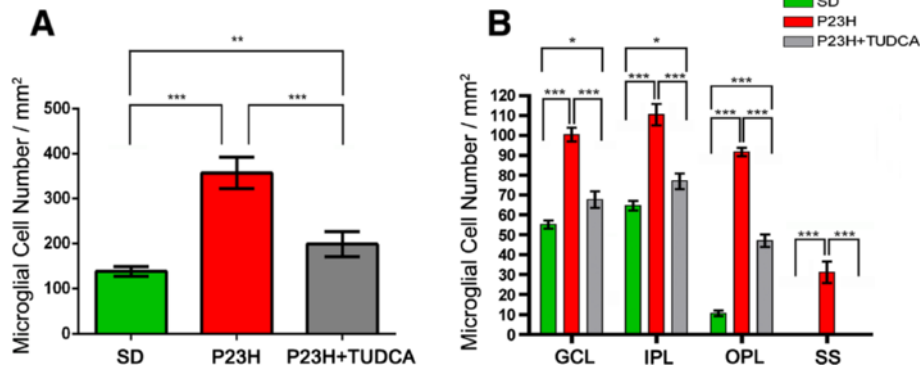 A
Microglial Cell Number / mm²
500
400
300
200
100
0
**
***
***
SD
P23H
P23H+TUDCA
B
SD
P23H
P23H+TUDCA
Microglial Cell Number / mm²
120
110
100
90
80
70
60
50
40
30
20
10
0
*
***
***
*
***
***
***
***
***
***
***
GCL
IPL
OPL
SS